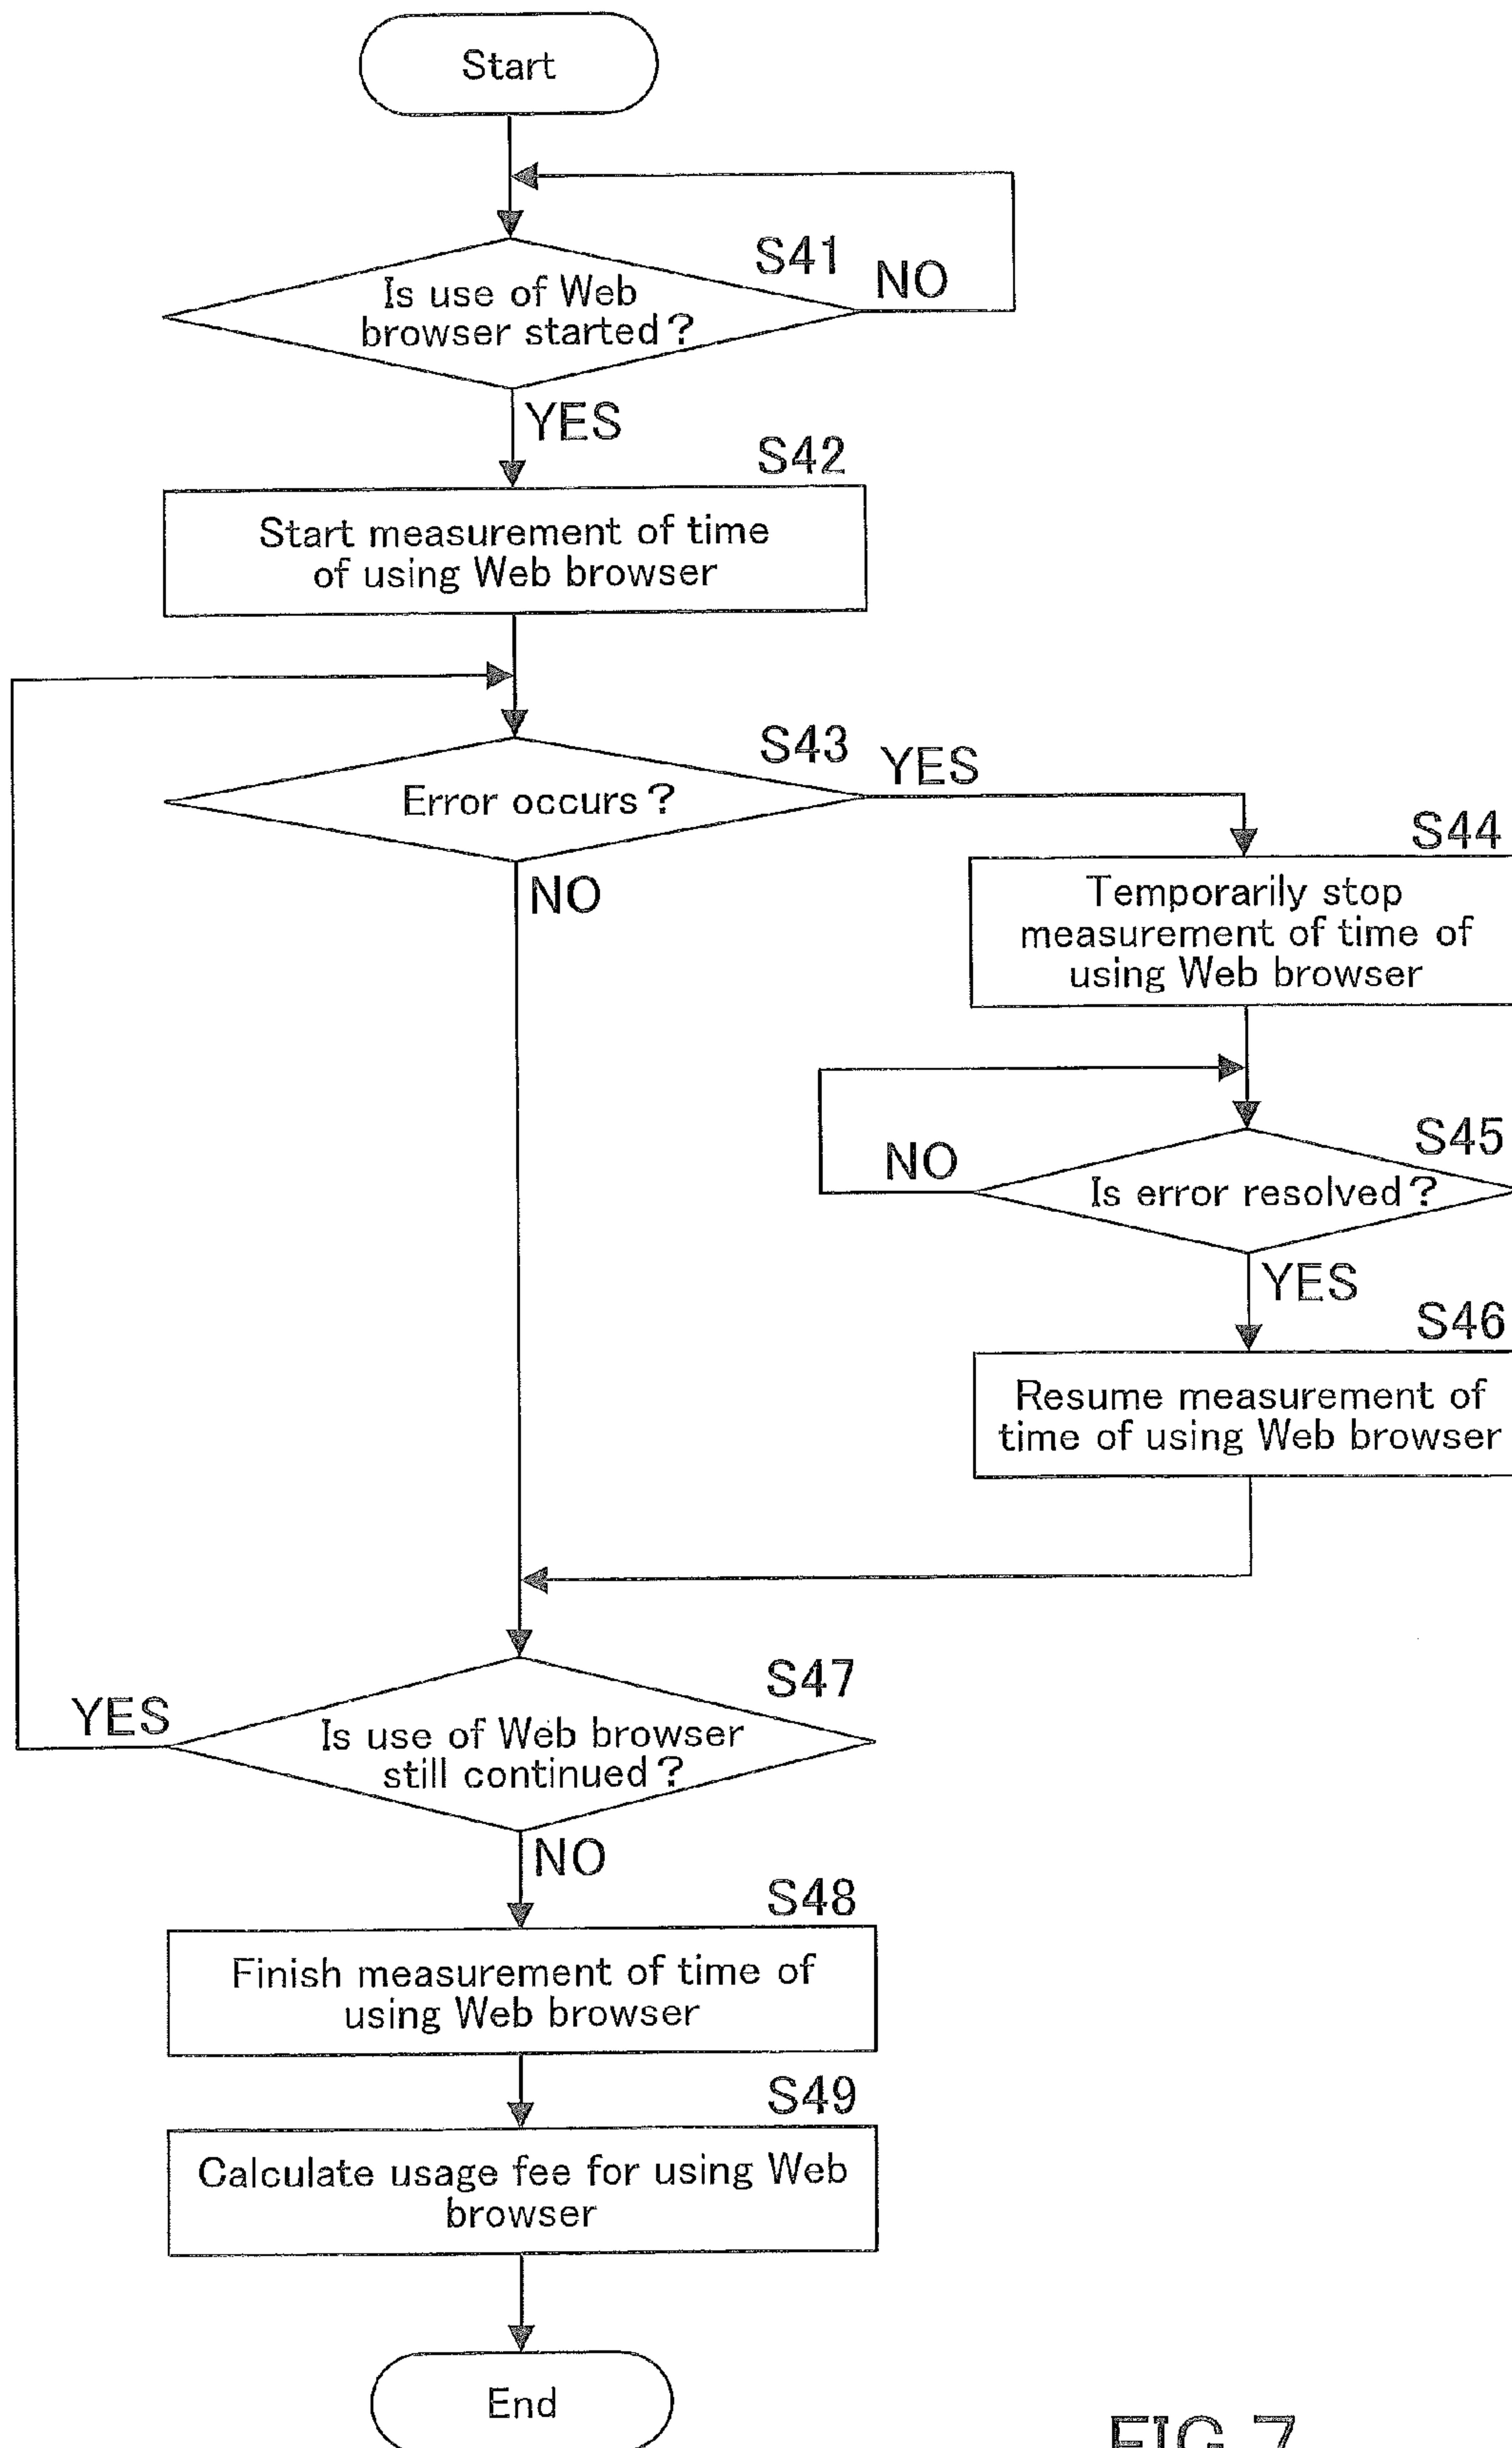 Start
S41
NO
Is use of Web
browser started?
YES
S42
Start measurement of time
of using Web browser
S43
YES
Error occurs?
NO
S44
Temporarily stop
measurement of time of
using Web browser
S45
NO
Is error resolved?
YES
S46
Resume measurement of
time of using Web browser
S47
YES
Is use of Web browser
still continued?
NO
S48
Finish measurement of time of
using Web browser
S49
Calculate usage fee for using Web
browser
End
FIG.7